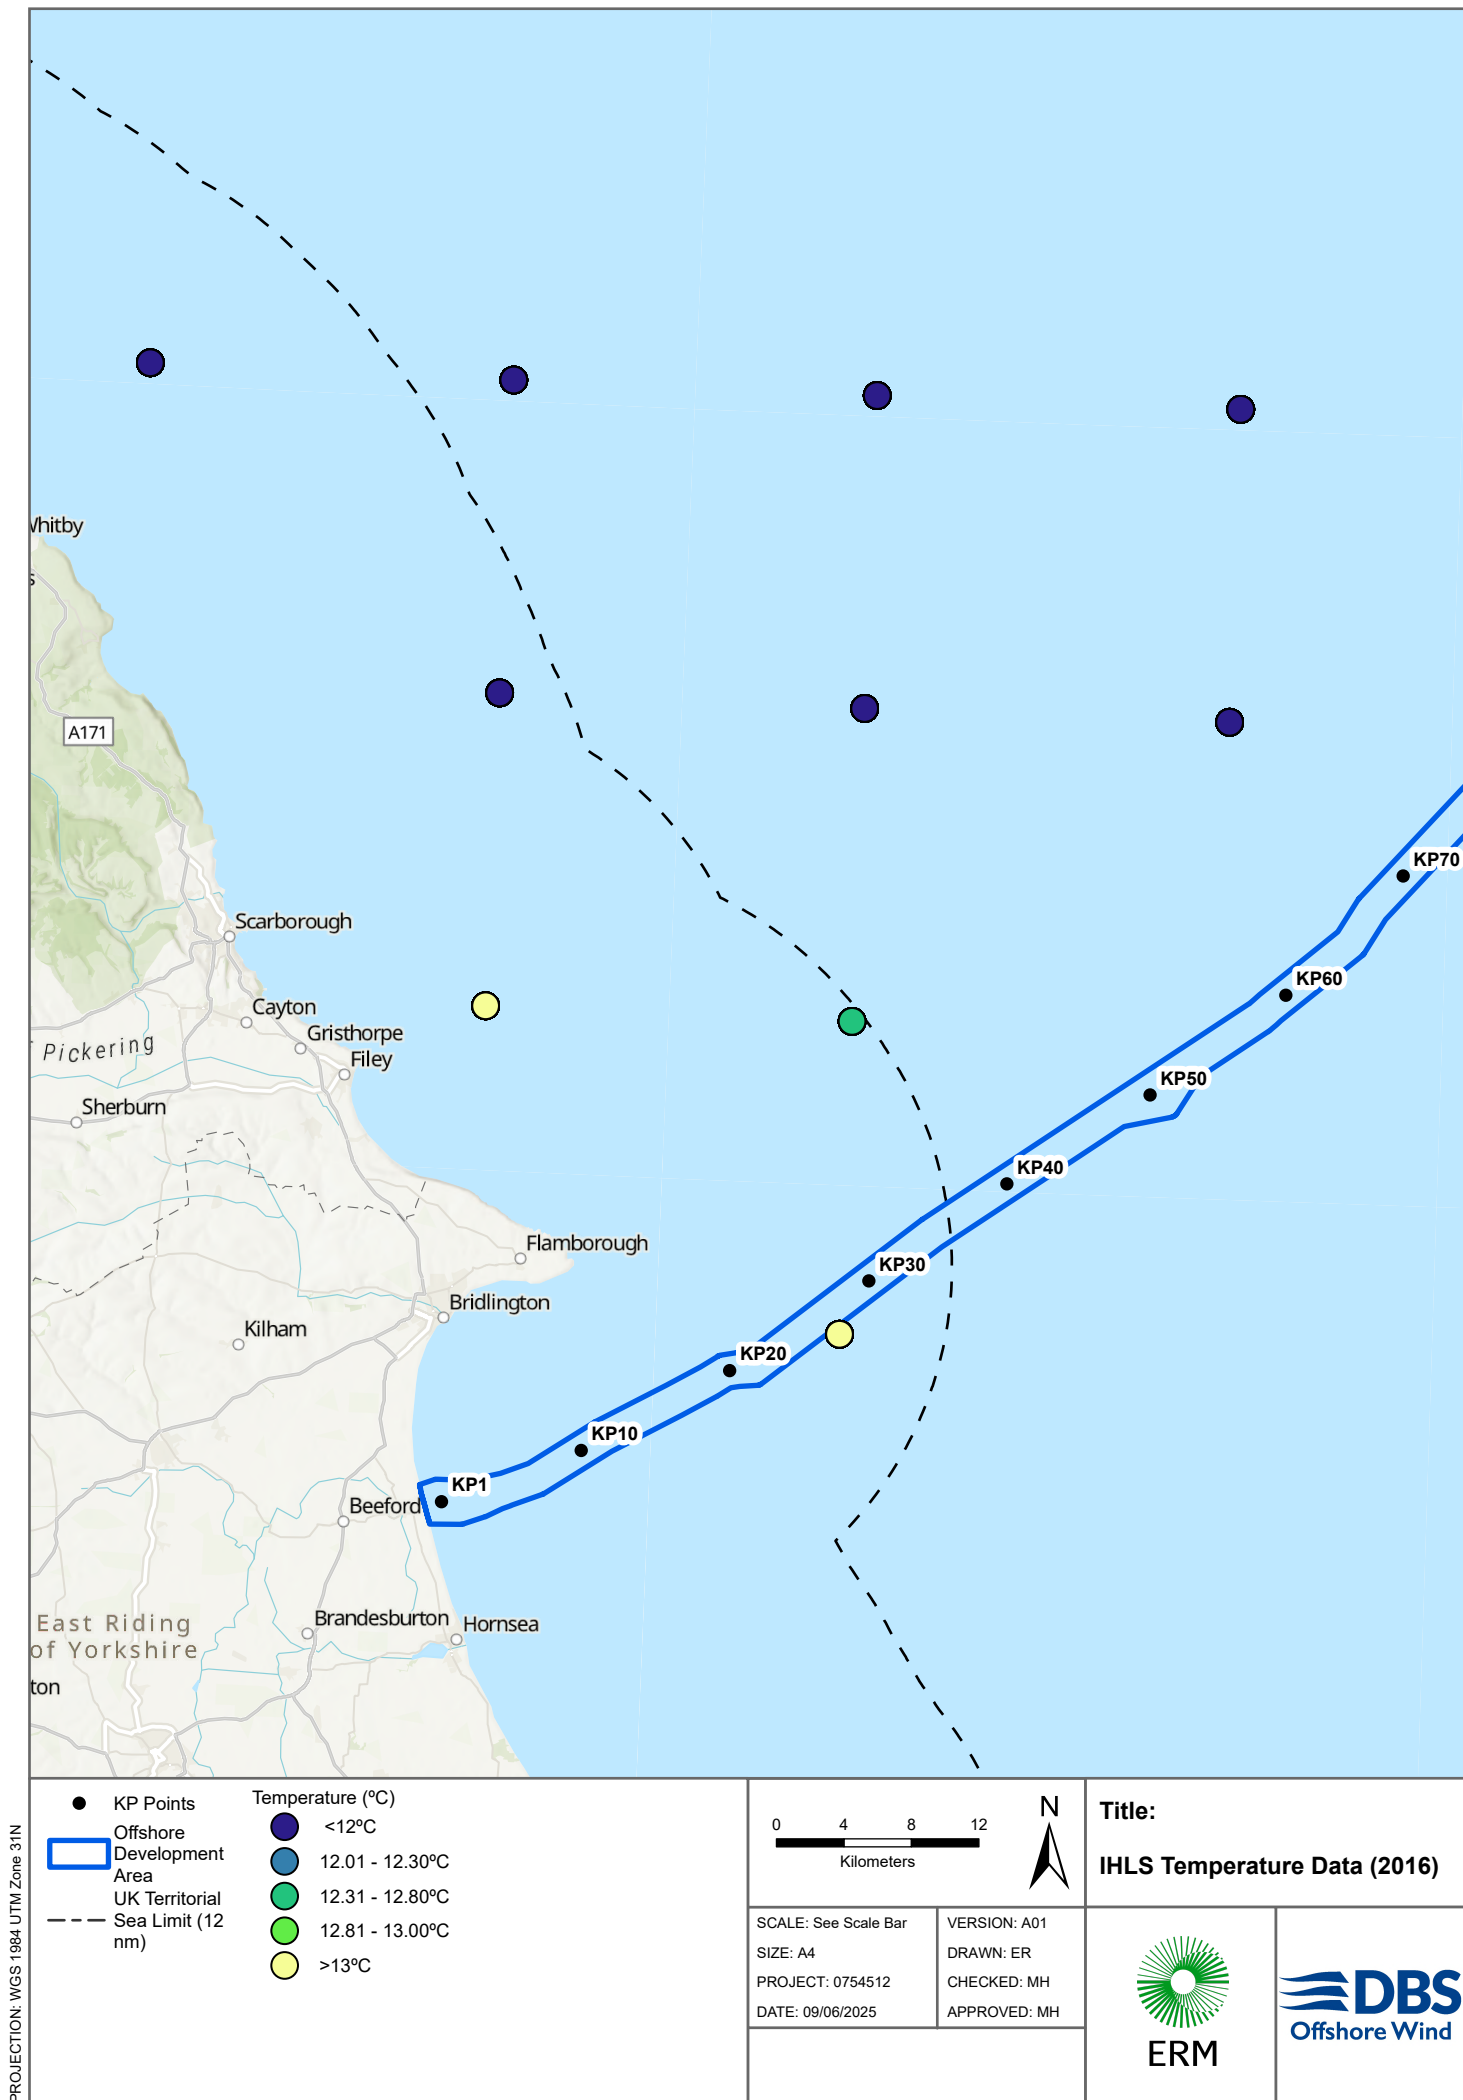 Whitby
s
A171
Scarborough
Cayton
Gristhorpe
Filey
Pickering
Sherburn
Flamborough
Bridlington
Kilham
Beeford
Brandesburton
Hornsea
East Riding
of Yorkshire
ton
KP70
KP60
KP50
KP40
KP30
KP20
KP10
KP1
PROJECTION: WGS 1984 UTM Zone 31N
KP Points
Offshore
Development
Area
UK Territorial
Sea Limit (12
nm)
Temperature (ºC)
<12ºC
12.01 - 12.30ºC
12.31 - 12.80ºC
12.81 - 13.00ºC
>13ºC
0 4 8 12
Kilometers
N
SCALE: See Scale Bar
SIZE: A4
PROJECT: 0754512
DATE: 09/06/2025
VERSION: A01
DRAWN: ER
CHECKED: MH
APPROVED: MH
Title:
IHLS Temperature Data (2016)
ERM
DBS
Offshore Wind